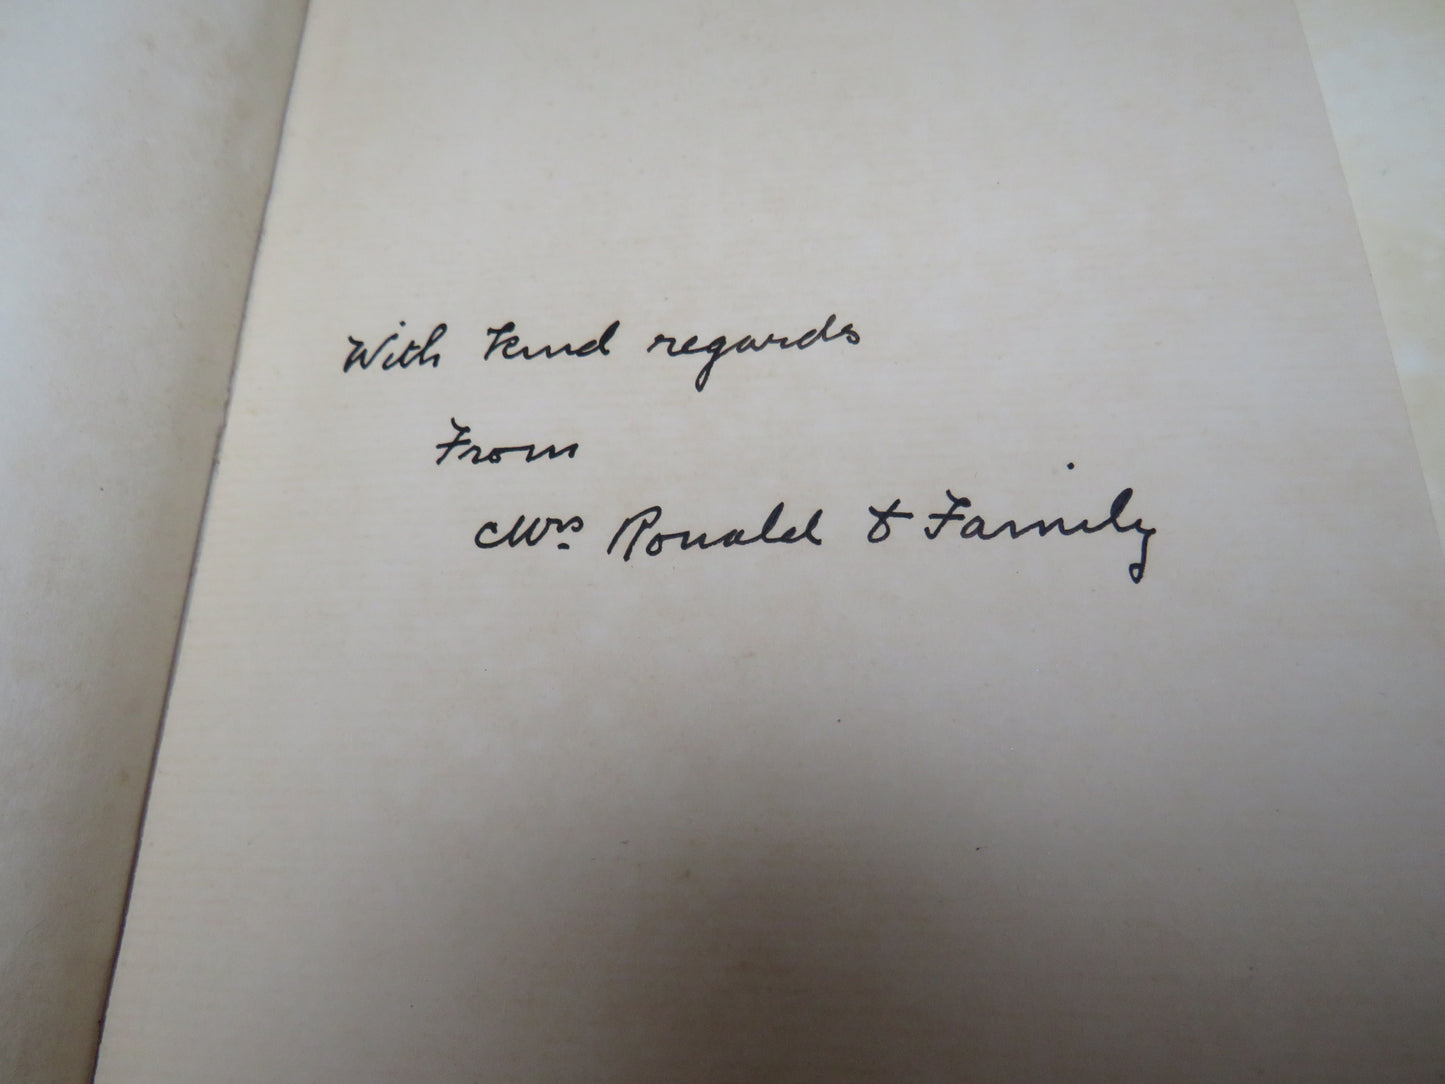 With kind regards
From
Mrs. Ronald & Family